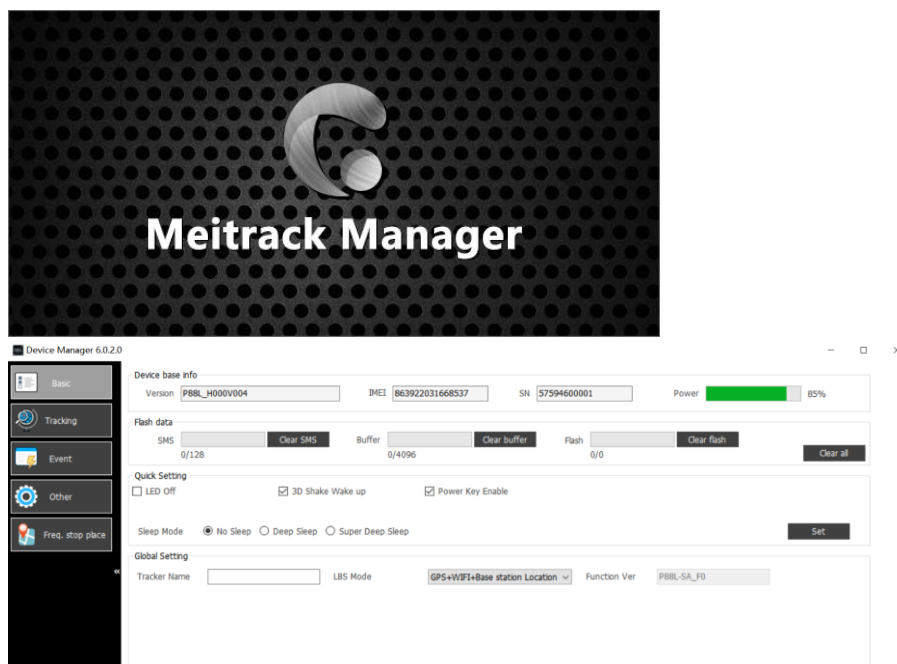 Meitrack Manager
Device Manager 6.0.2.0
Basic
Tracking
Event
Other
Freq. stop place
«
Device base info
Version P88L_H000V004 IMEI 863922031668537 SN 57594600001 Power 85%
Flash data
SMS Clear SMS Buffer Clear buffer Flash Clear flash
0/128 0/4096 0/0 Clear all
Quick Setting
LED Off 3D Shake Wake up Power Key Enable
Sleep Mode No Sleep Deep Sleep Super Deep Sleep Set
Global Setting
Tracker Name LBS Mode GPS+WIFI+Base station Location Function Ver P88L-SA_F0